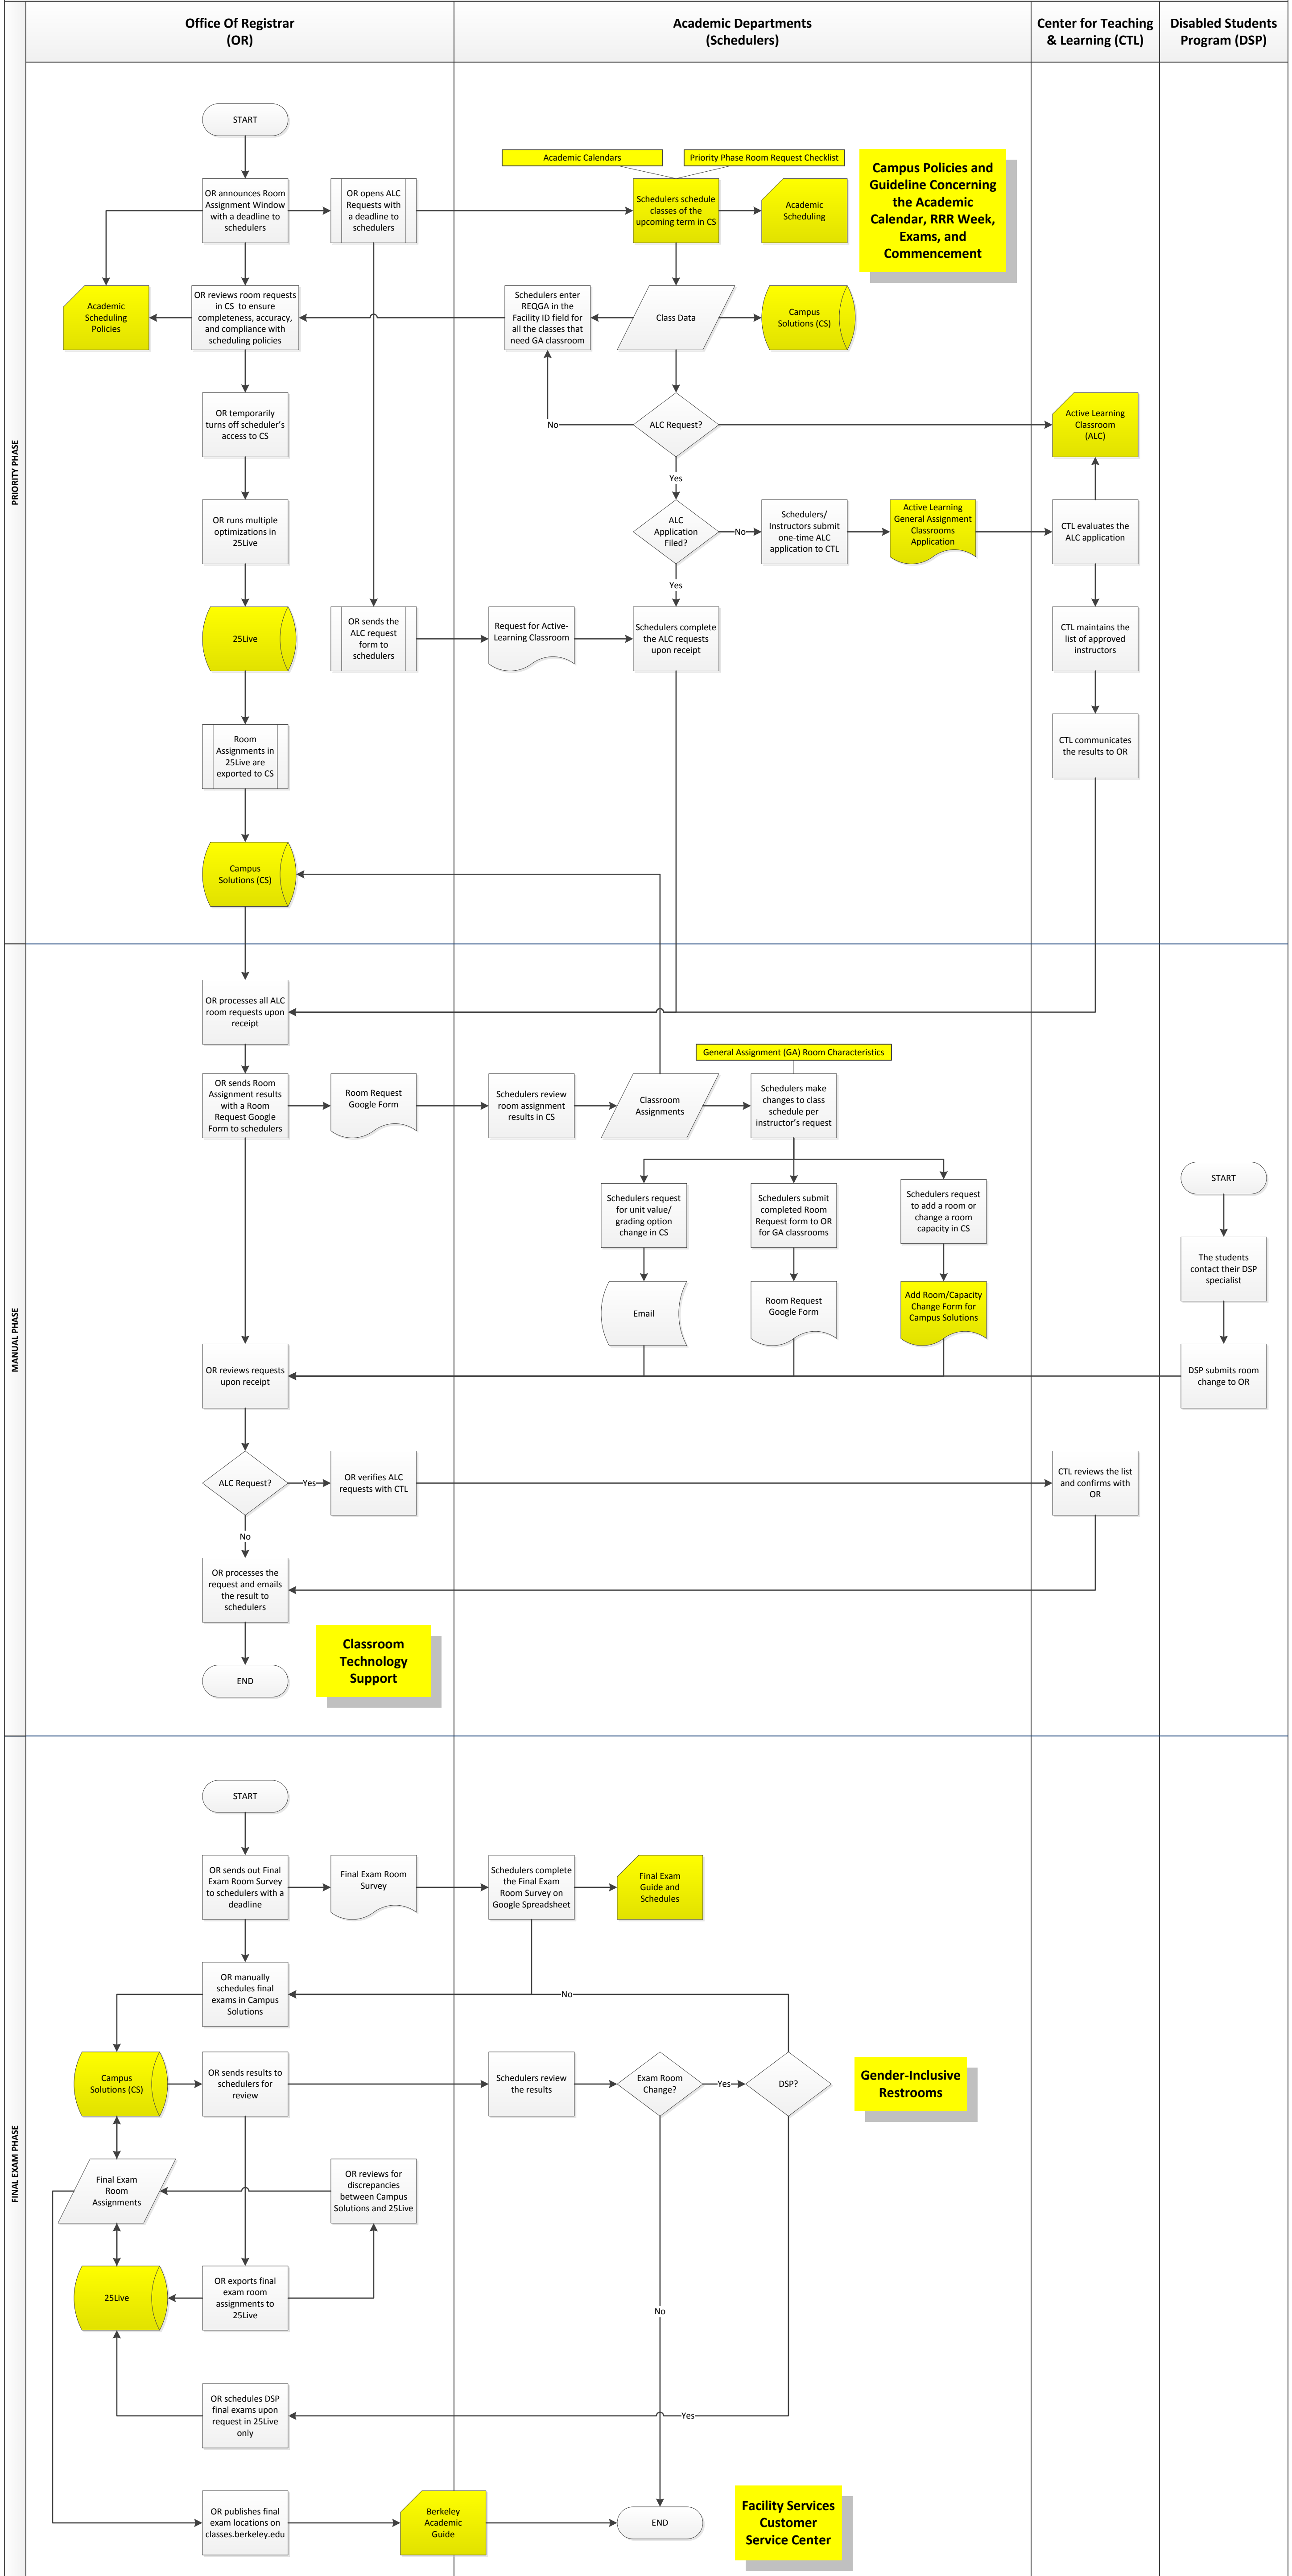 Office Of Registrar
(OR)
Academic Departments
(Schedulers)
Center for Teaching
& Learning (CTL)
Disabled Students
Program (DSP)
PRIORITY PHASE
START
Academic Calendars
Priority Phase Room Request Checklist
Campus Policies and
Guideline Concerning
the Academic
Calendar, RRR Week,
Exams, and
Commencement
OR announces Room
Assignment Window
with a deadline to
schedulers
OR opens ALC
Requests with
a deadline to
schedulers
Schedulers schedule
classes of the
upcoming term in CS
Academic
Scheduling
Academic
Scheduling
Policies
OR reviews room requests
in CS to ensure
completeness, accuracy,
and compliance with
scheduling policies
Schedulers enter
REQGA in the
Facility ID field for
all the classes that
need GA classroom
Class Data
Campus
Solutions (CS)
OR temporarily
turns off scheduler's
access to CS
No
ALC Request?
Active Learning
Classroom
(ALC)
Yes
OR runs multiple
optimizations in
25Live
ALC
Application
Filed?
No
Schedulers/
Instructors submit
one-time ALC
application to CTL
Active Learning
General Assignment
Classrooms
Application
CTL evaluates the
ALC application
Yes
25Live
OR sends the
ALC request
form to
schedulers
Request for Active-
Learning Classroom
Schedulers complete
the ALC requests
upon receipt
CTL maintains the
list of approved
instructors
Room
Assignments in
25Live are
exported to CS
CTL communicates
the results to OR
Campus
Solutions (CS)
MANUAL PHASE
OR processes all ALC
room requests upon
receipt
General Assignment (GA) Room Characteristics
OR sends Room
Assignment results
with a Room
Request Google
Form to schedulers
Room Request
Google Form
Schedulers review
room assignment
results in CS
Classroom
Assignments
Schedulers make
changes to class
schedule per
instructor's request
START
Schedulers request
for unit value/
grading option
change in CS
Schedulers submit
completed Room
Request form to OR
for GA classrooms
Schedulers request
to add a room or
change a room
capacity in CS
The students
contact their DSP
specialist
Email
Room Request
Google Form
Add Room/Capacity
Change Form for
Campus Solutions
OR reviews requests
upon receipt
DSP submits room
change to OR
ALC Request?
Yes
OR verifies ALC
requests with CTL
CTL reviews the list
and confirms with
OR
No
OR processes the
request and emails
the result to
schedulers
Classroom
Technology
Support
END
FINAL EXAM PHASE
START
OR sends out Final
Exam Room Survey
to schedulers with a
deadline
Final Exam Room
Survey
Schedulers complete
the Final Exam
Room Survey on
Google Spreadsheet
Final Exam
Guide and
Schedules
OR manually
schedules final
exams in Campus
Solutions
No
Campus
Solutions (CS)
OR sends results to
schedulers for
review
Schedulers review
the results
Exam Room
Change?
Yes
DSP?
Gender-Inclusive
Restrooms
Final Exam
Room
Assignments
OR reviews for
discrepancies
between Campus
Solutions and 25Live
25Live
OR exports final
exam room
assignments to
25Live
No
OR schedules DSP
final exams upon
request in 25Live
only
Yes
OR publishes final
exam locations on
classes.berkeley.edu
Berkeley
Academic
Guide
END
Facility Services
Customer
Service Center